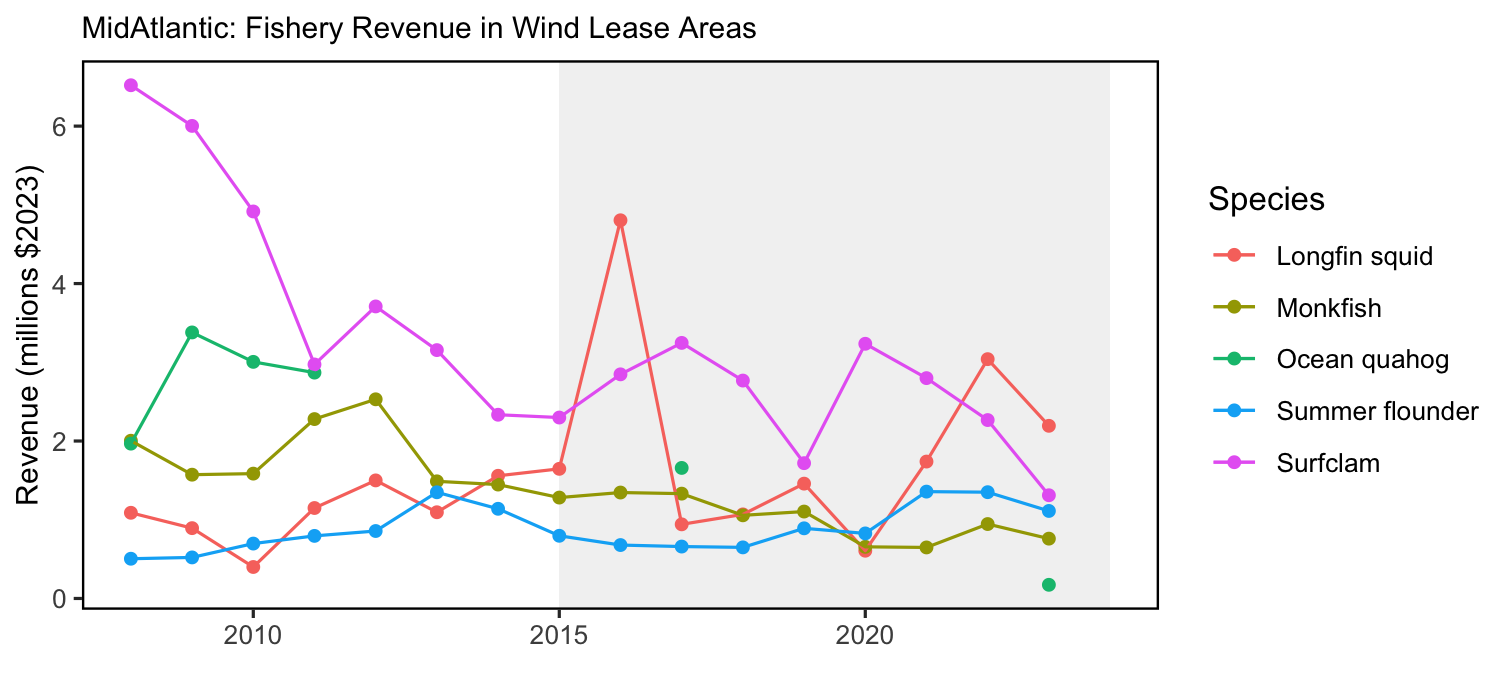 MidAtlantic: Fishery Revenue in Wind Lease Areas
Revenue (millions $2023)
6
4
2
0
2010
2015
2020
Species
Longfin squid
Monkfish
Ocean quahog
Summer flounder
Surfclam